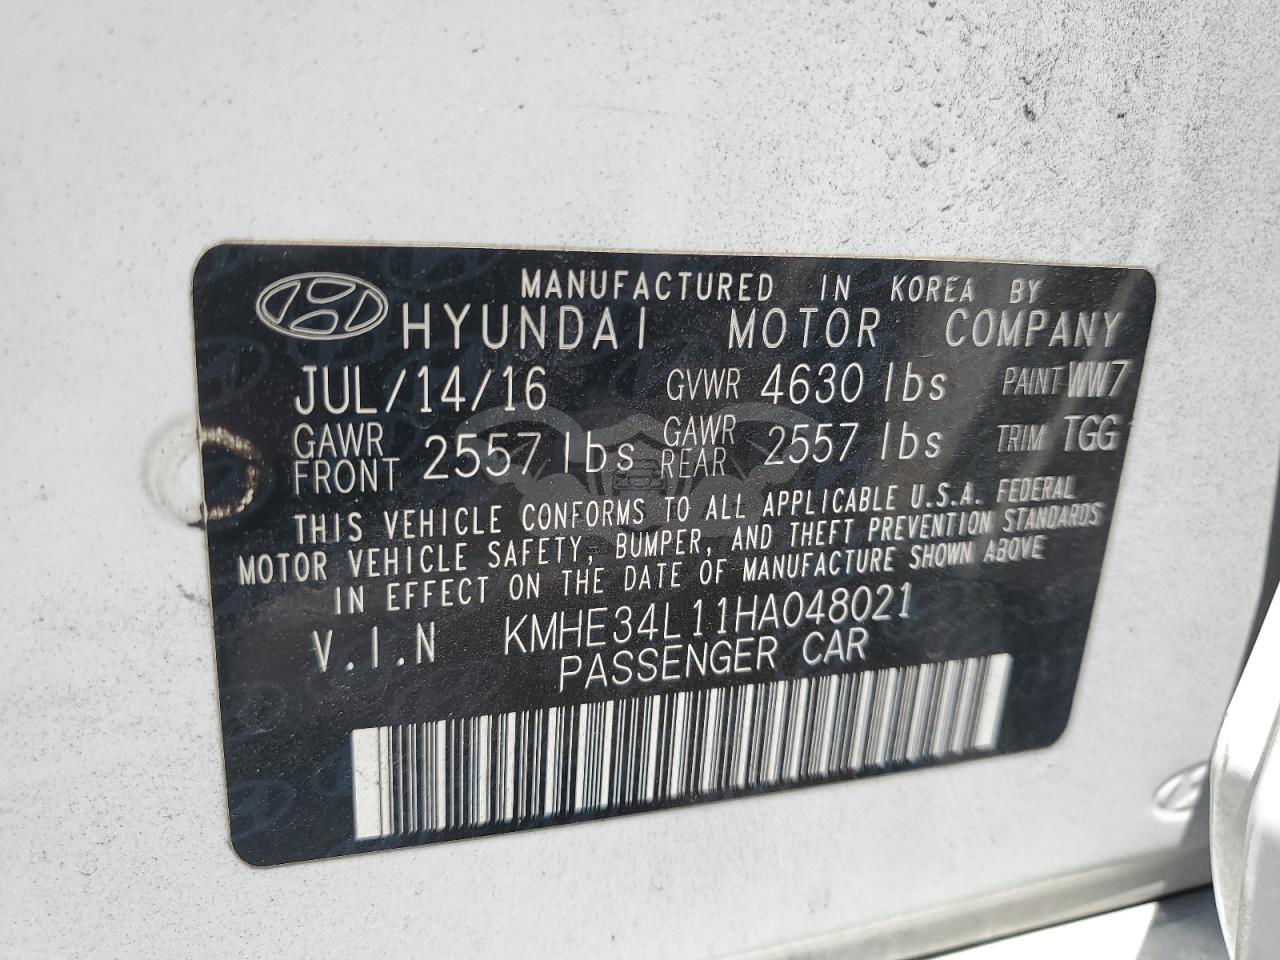 MANUFACTURED IN KOREA BY
HYUNDAI MOTOR COMPANY
JUL/14/16 GVWR 4630 lbs PAINT WW7
GAWR FRONT 2557 lbs GAWR REAR 2557 lbs TRIM TGG
THIS VEHICLE CONFORMS TO ALL APPLICABLE U.S.A. FEDERAL
MOTOR VEHICLE SAFETY, BUMPER, AND THEFT PREVENTION STANDARDS
IN EFFECT ON THE DATE OF MANUFACTURE SHOWN ABOVE
V.I.N KMHE34L11HA048021
PASSENGER CAR